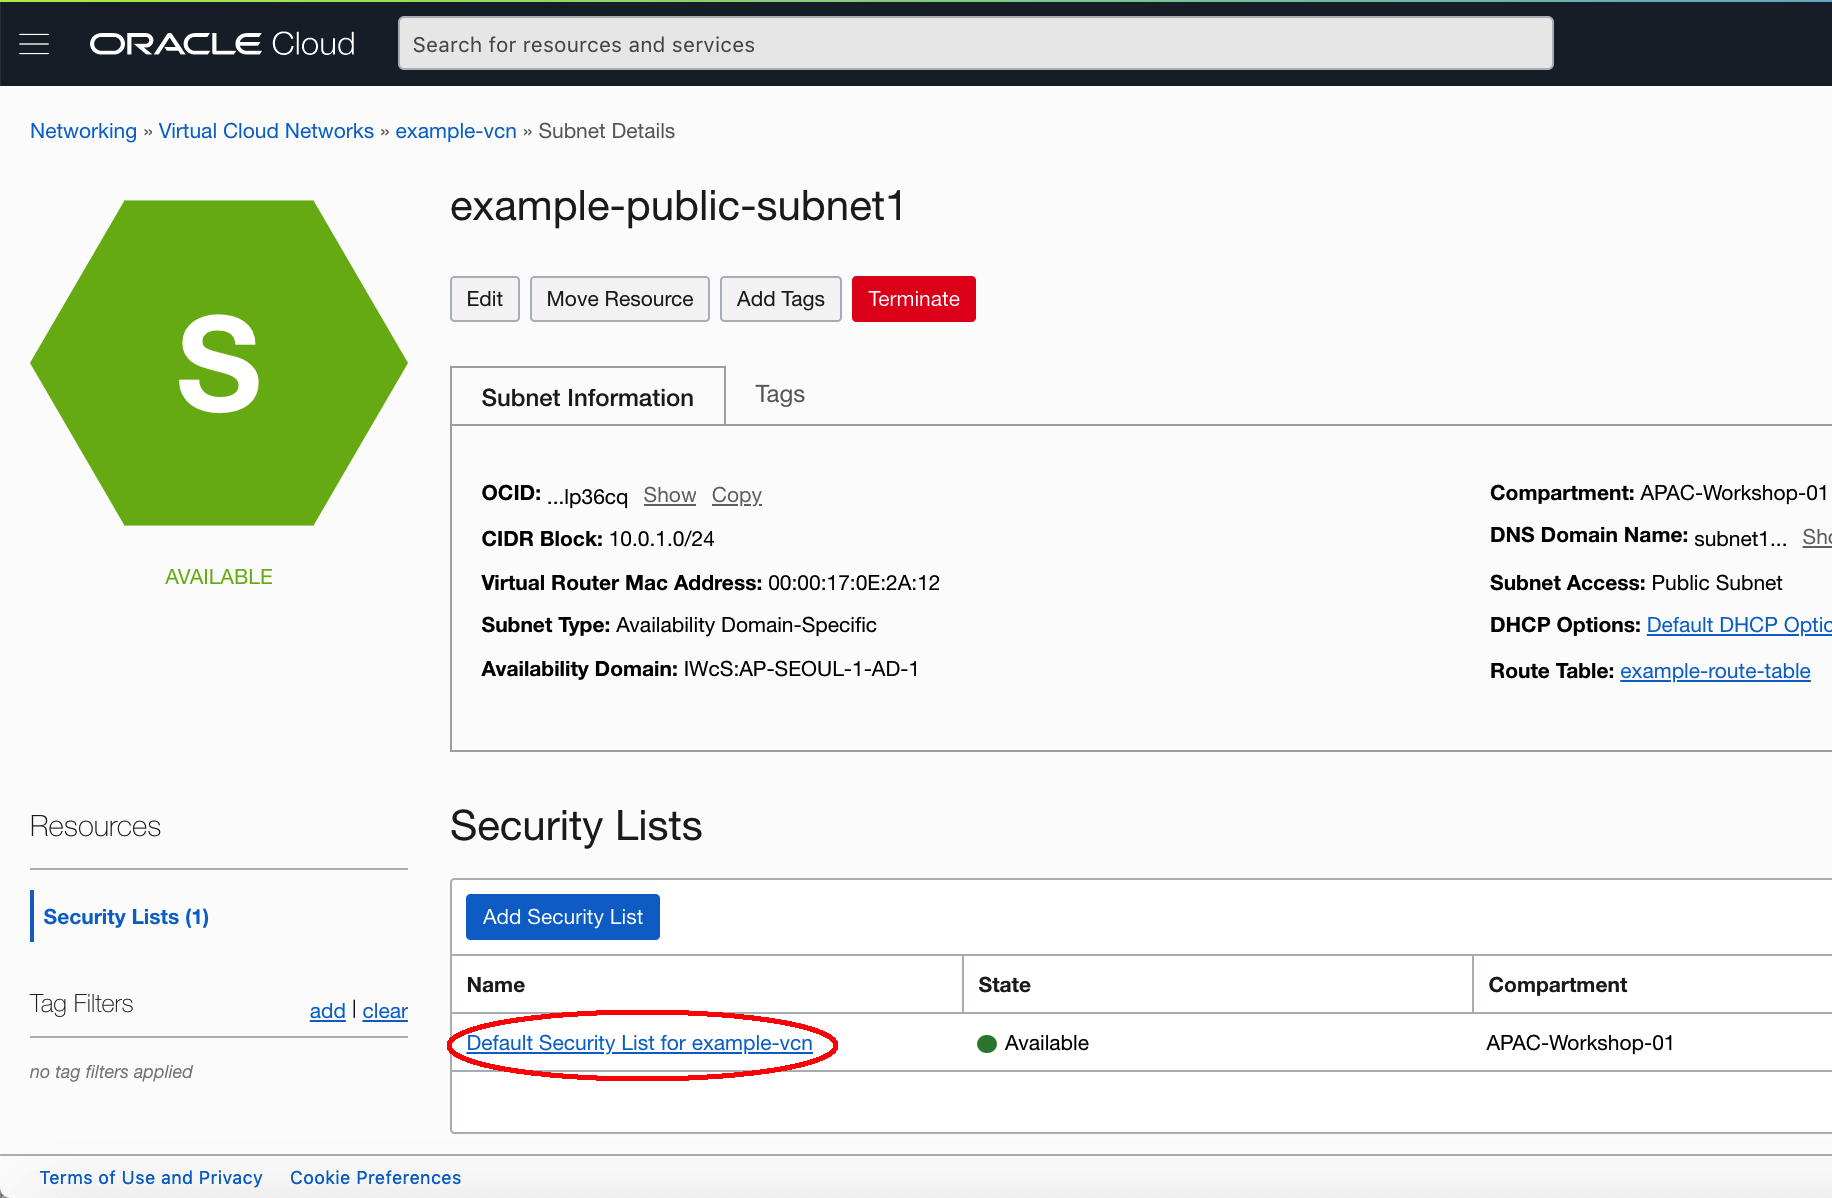 ORACLE Cloud
Search for resources and services
Networking » Virtual Cloud Networks » example-vcn » Subnet Details
S
AVAILABLE
example-public-subnet1
Edit Move Resource Add Tags Terminate
Subnet Information Tags
OCID: ...lp36cq Show Copy
CIDR Block: 10.0.1.0/24
Virtual Router Mac Address: 00:00:17:0E:2A:12
Subnet Type: Availability Domain-Specific
Availability Domain: IWcS:AP-SEOUL-1-AD-1
Compartment: APAC-Workshop-01
DNS Domain Name: subnet1... Sho
Subnet Access: Public Subnet
DHCP Options: Default DHCP Optio
Route Table: example-route-table
Resources
Security Lists (1)
Tag Filters add | clear
no tag filters applied
Security Lists
Add Security List
Name State Compartment
Default Security List for example-vcn Available APAC-Workshop-01
Terms of Use and Privacy Cookie Preferences